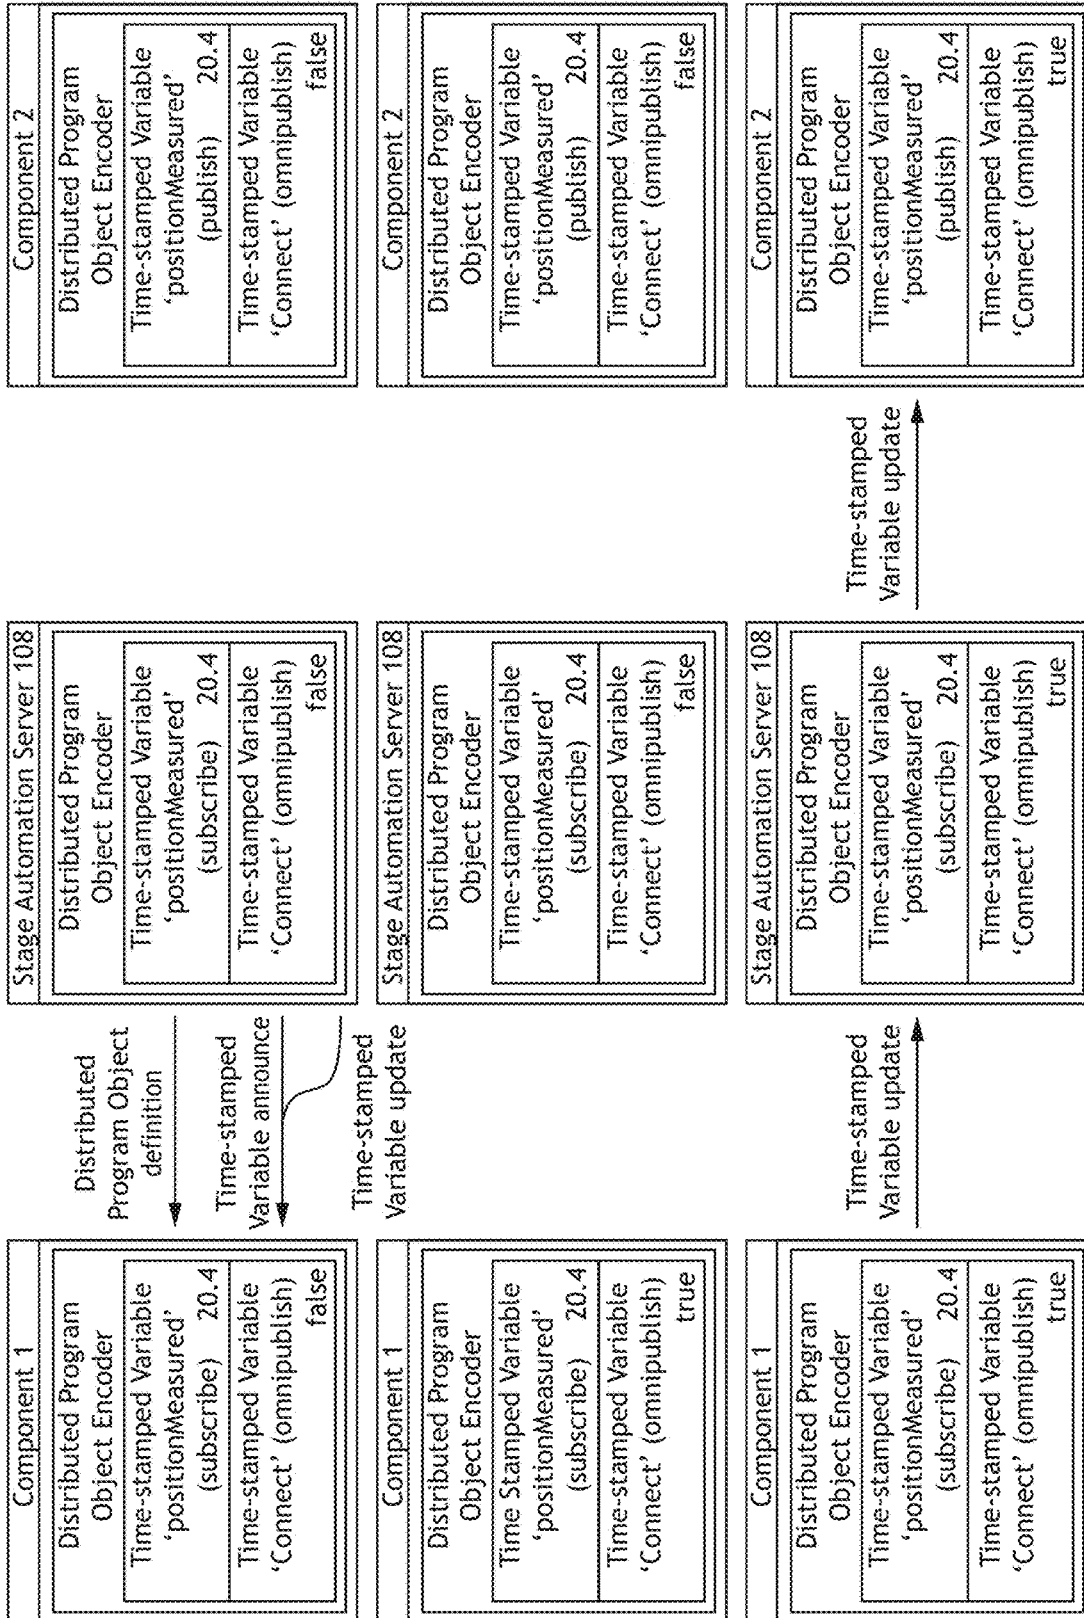 Component 1
Distributed Program
Object Encoder
Time-stamped Variable
‘positionMeasured’
(subscribe) 20.4
Time-stamped Variable
‘Connect’ (omnipublish)
false
Distributed
Program Object
definition
Time-stamped
Variable announce
Time-stamped
Variable update
Stage Automation Server 108
Distributed Program
Object Encoder
Time-stamped Variable
‘positionMeasured’
(subscribe) 20.4
Time-stamped Variable
‘Connect’ (omnipublish)
false
Component 2
Distributed Program
Object Encoder
Time-stamped Variable
‘positionMeasured’
(publish) 20.4
Time-stamped Variable
‘Connect’ (omnipublish)
false
Component 1
Distributed Program
Object Encoder
Time Stamped Variable
‘positionMeasured’
(subscribe) 20.4
Time-stamped Variable
‘Connect’ (omnipublish)
true
Stage Automation Server 108
Distributed Program
Object Encoder
Time-stamped Variable
‘positionMeasured’
(subscribe) 20.4
Time-stamped Variable
‘Connect’ (omnipublish)
false
Component 2
Distributed Program
Object Encoder
Time-stamped Variable
‘positionMeasured’
(publish) 20.4
Time-stamped Variable
‘Connect’ (omnipublish)
false
Component 1
Distributed Program
Object Encoder
Time-stamped Variable
‘positionMeasured’
(subscribe) 20.4
Time-stamped Variable
‘Connect’ (omnipublish)
true
Time-stamped
Variable update
Stage Automation Server 108
Distributed Program
Object Encoder
Time-stamped Variable
‘positionMeasured’
(subscribe) 20.4
Time-stamped Variable
‘Connect’ (omnipublish)
true
Time-stamped
Variable update
Component 2
Distributed Program
Object Encoder
Time-stamped Variable
‘positionMeasured’
(publish) 20.4
Time-stamped Variable
‘Connect’ (omnipublish)
true